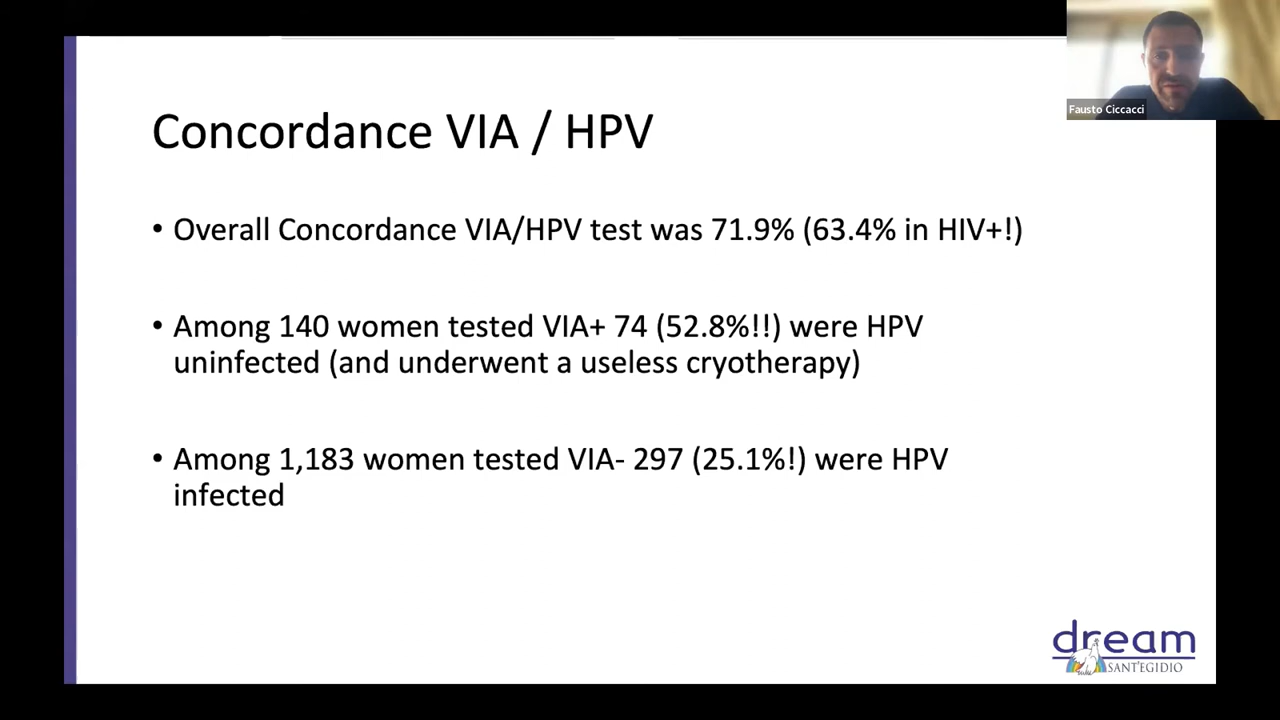 Fausto Ciccacci
Concordance VIA / HPV
• Overall Concordance VIA/HPV test was 71.9% (63.4% in HIV+!)
• Among 140 women tested VIA+ 74 (52.8%!!) were HPV
uninfected (and underwent a useless cryotherapy)
• Among 1,183 women tested VIA- 297 (25.1%!) were HPV
infected
dream
SANT'EGIDIO